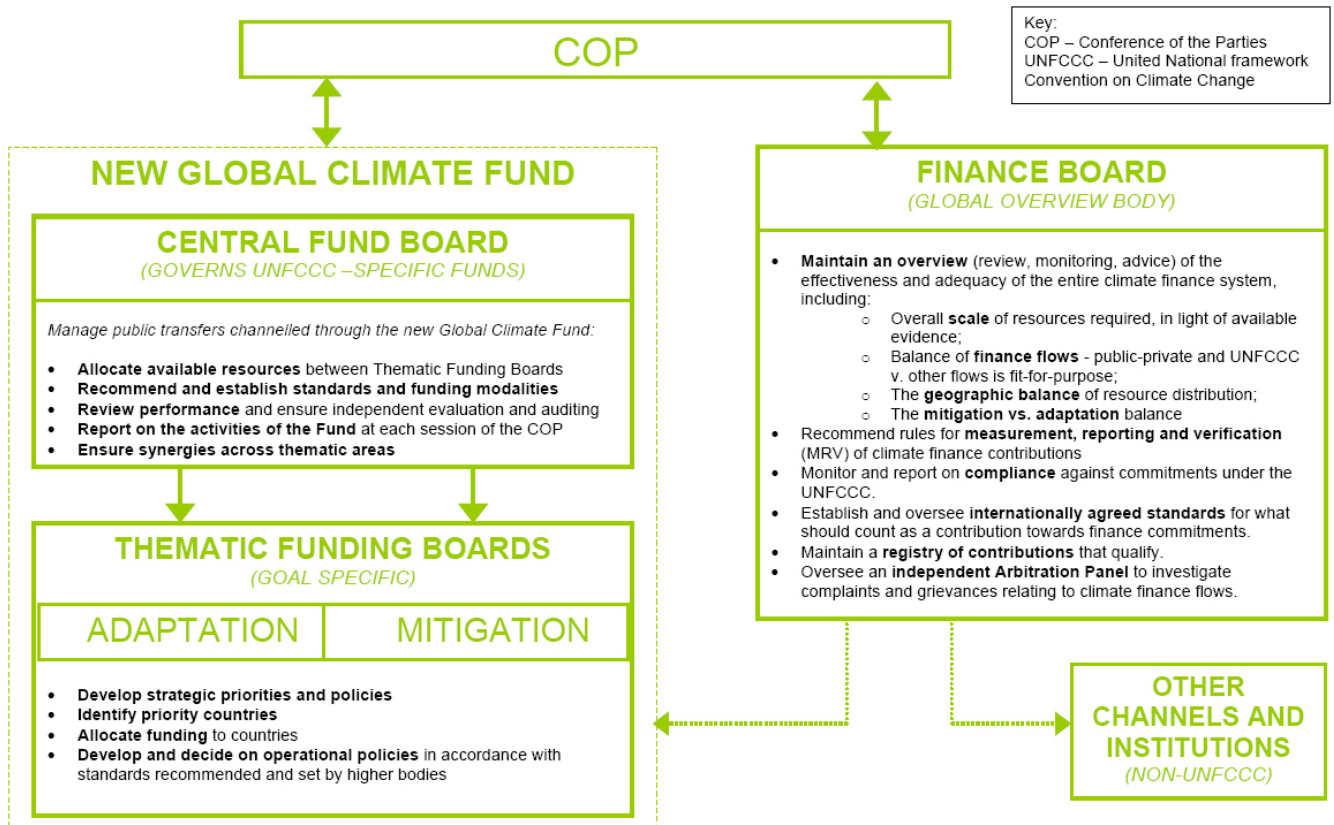 COP
Key:
COP – Conference of the Parties
UNFCCC – United National framework
Convention on Climate Change
NEW GLOBAL CLIMATE FUND
CENTRAL FUND BOARD
(GOVERNS UNFCCC –SPECIFIC FUNDS)
Manage public transfers channelled through the new Global Climate Fund:
• Allocate available resources between Thematic Funding Boards
• Recommend and establish standards and funding modalities
• Review performance and ensure independent evaluation and auditing
• Report on the activities of the Fund at each session of the COP
• Ensure synergies across thematic areas
THEMATIC FUNDING BOARDS
(GOAL SPECIFIC)
ADAPTATION
MITIGATION
• Develop strategic priorities and policies
• Identify priority countries
• Allocate funding to countries
• Develop and decide on operational policies in accordance with
standards recommended and set by higher bodies
FINANCE BOARD
(GLOBAL OVERVIEW BODY)
• Maintain an overview (review, monitoring, advice) of the
effectiveness and adequacy of the entire climate finance system,
including:
o Overall scale of resources required, in light of available
evidence;
o Balance of finance flows - public-private and UNFCCC
v. other flows is fit-for-purpose;
o The geographic balance of resource distribution;
o The mitigation vs. adaptation balance
• Recommend rules for measurement, reporting and verification
(MRV) of climate finance contributions
• Monitor and report on compliance against commitments under the
UNFCCC.
• Establish and oversee internationally agreed standards for what
should count as a contribution towards finance commitments.
• Maintain a registry of contributions that qualify.
• Oversee an independent Arbitration Panel to investigate
complaints and grievances relating to climate finance flows.
OTHER
CHANNELS AND
INSTITUTIONS
(NON-UNFCCC)